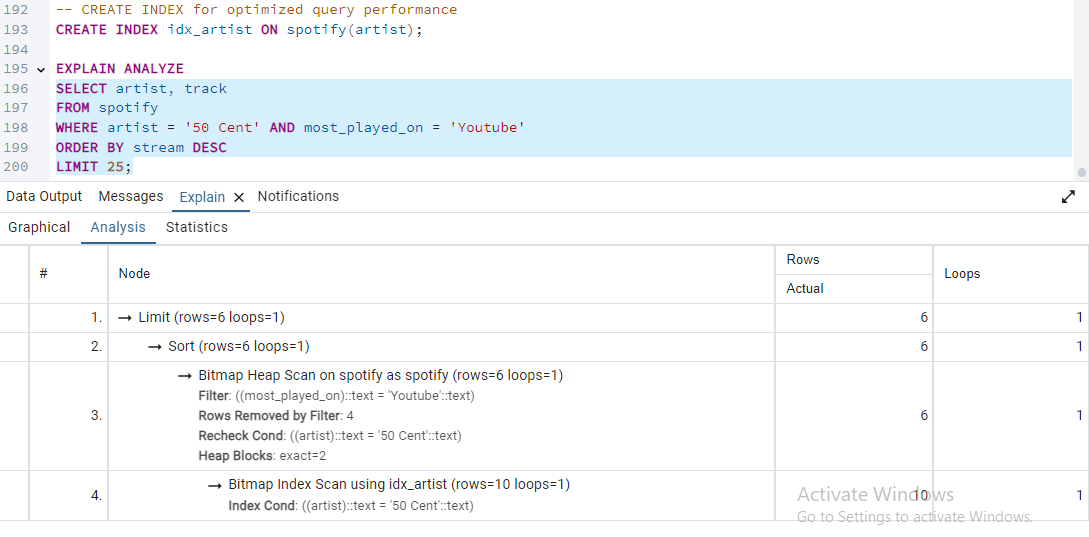 192 -- CREATE INDEX for optimized query performance
193 CREATE INDEX idx_artist ON spotify(artist);
194
195 EXPLAIN ANALYZE
196 SELECT artist, track
197 FROM spotify
198 WHERE artist = '50 Cent' AND most_played_on = 'Youtube'
199 ORDER BY stream DESC
200 LIMIT 25;
Data Output Messages Explain × Notifications
Graphical Analysis Statistics
# Node Rows Loops
Actual
1. → Limit (rows=6 loops=1) 6 1
2. → Sort (rows=6 loops=1) 6 1
3. → Bitmap Heap Scan on spotify as spotify (rows=6 loops=1) 6 1
Filter: ((most_played_on)::text = 'Youtube'::text)
Rows Removed by Filter: 4
Recheck Cond: ((artist)::text = '50 Cent'::text)
Heap Blocks: exact=2
4. → Bitmap Index Scan using idx_artist (rows=10 loops=1) 10 1
Index Cond: ((artist)::text = '50 Cent'::text)
Activate Windows
Go to Settings to activate Windows.